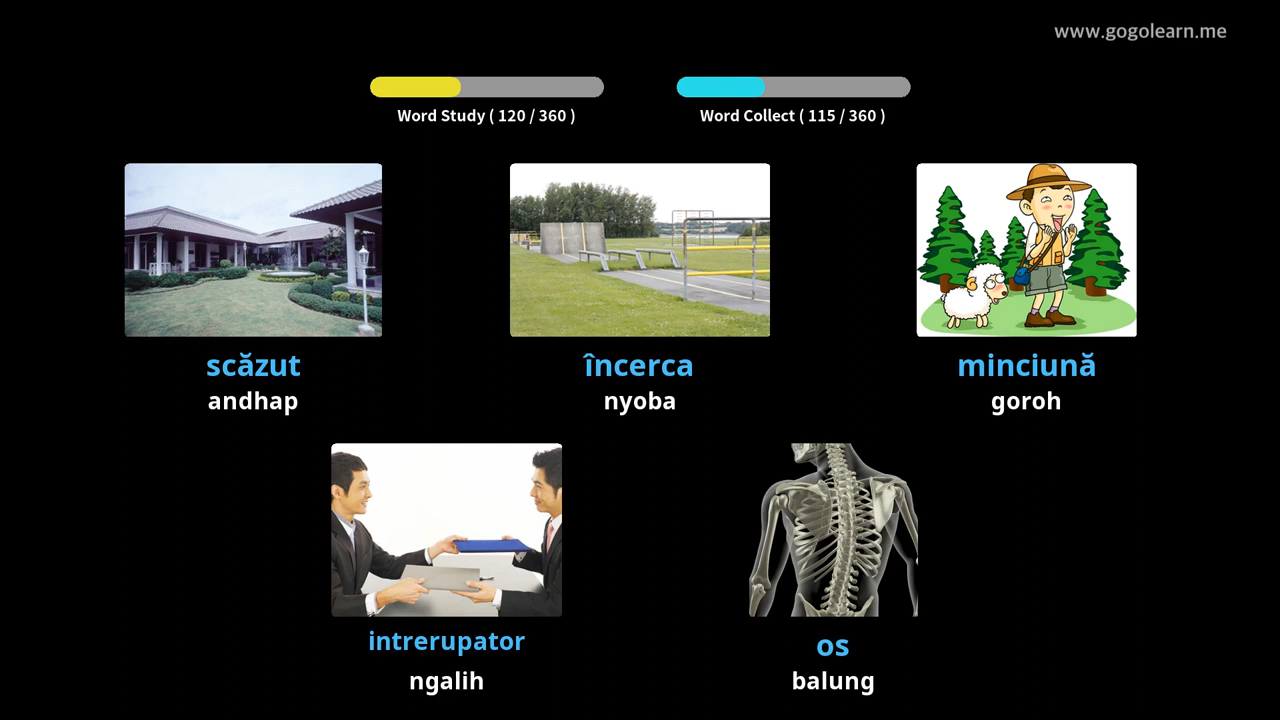 www.gogolearn.me
Word Study ( 120 / 360 )
Word Collect ( 115 / 360 )
scăzut
andhap
încerca
nyoba
minciună
goroh
intrerupator
ngalih
os
balung